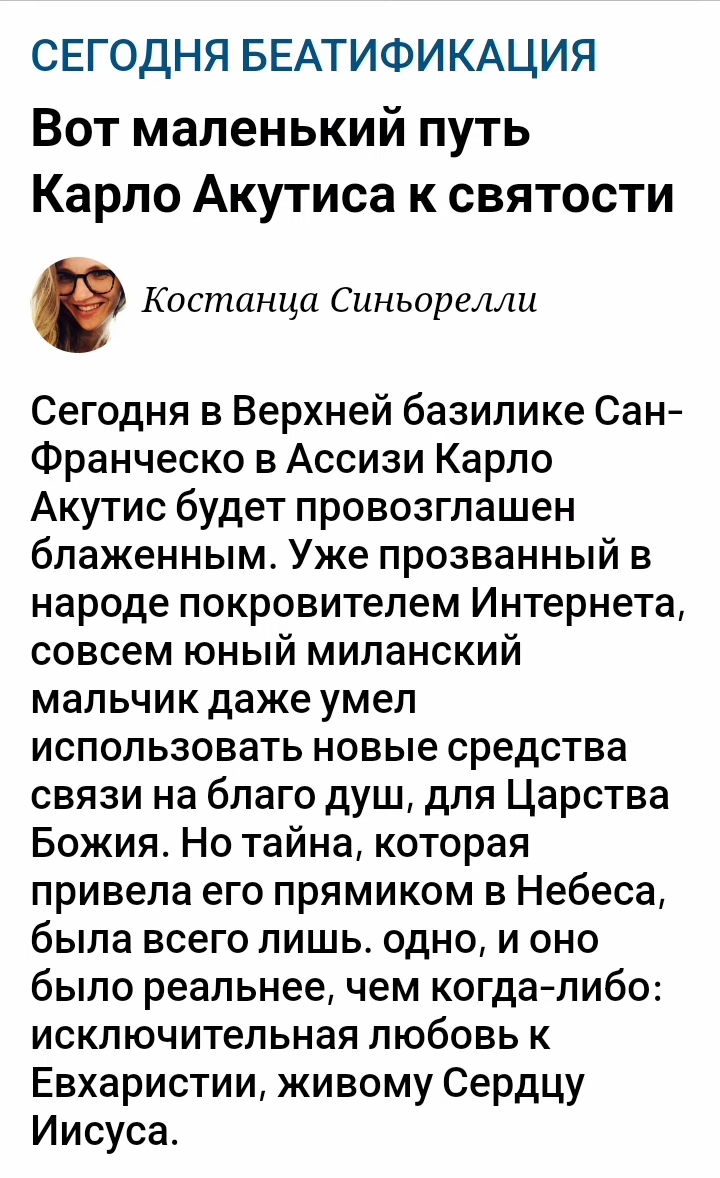 СЕГОДНЯ БЕАТИФИКАЦИЯ
Вот маленький путь
Карло Акутиса к святости
Костанца Синьорелли
Сегодня в Верхней базилике Сан-
Франческо в Ассизи Карло
Акутис будет провозглашен
блаженным. Уже прозванный в
народе покровителем Интернета,
совсем юный миланский
мальчик даже умел
использовать новые средства
связи на благо душ, для Царства
Божия. Но тайна, которая
привела его прямиком в Небеса,
была всего лишь. одно, и оно
было реальнее, чем когда-либо:
исключительная любовь к
Евхаристии, живому Сердцу
Иисуса.